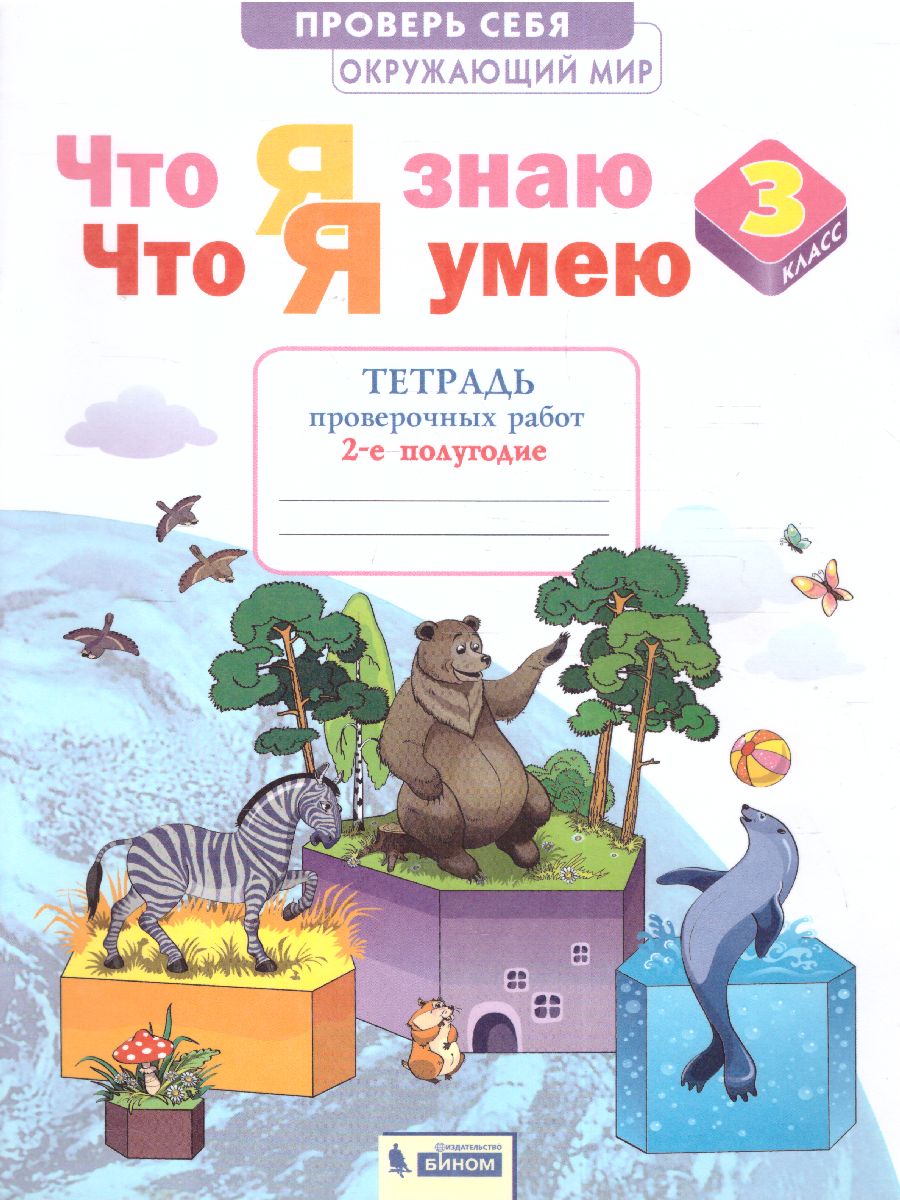 ПРОВЕРЬ СЕБЯ
ОКРУЖАЮЩИЙ МИР
Что Я знаю
Что Я умею
3
КЛАСС
ТЕТРАДЬ
проверочных работ
2-е полугодие
ИЗДАТЕЛЬСТВО
БИНОМ